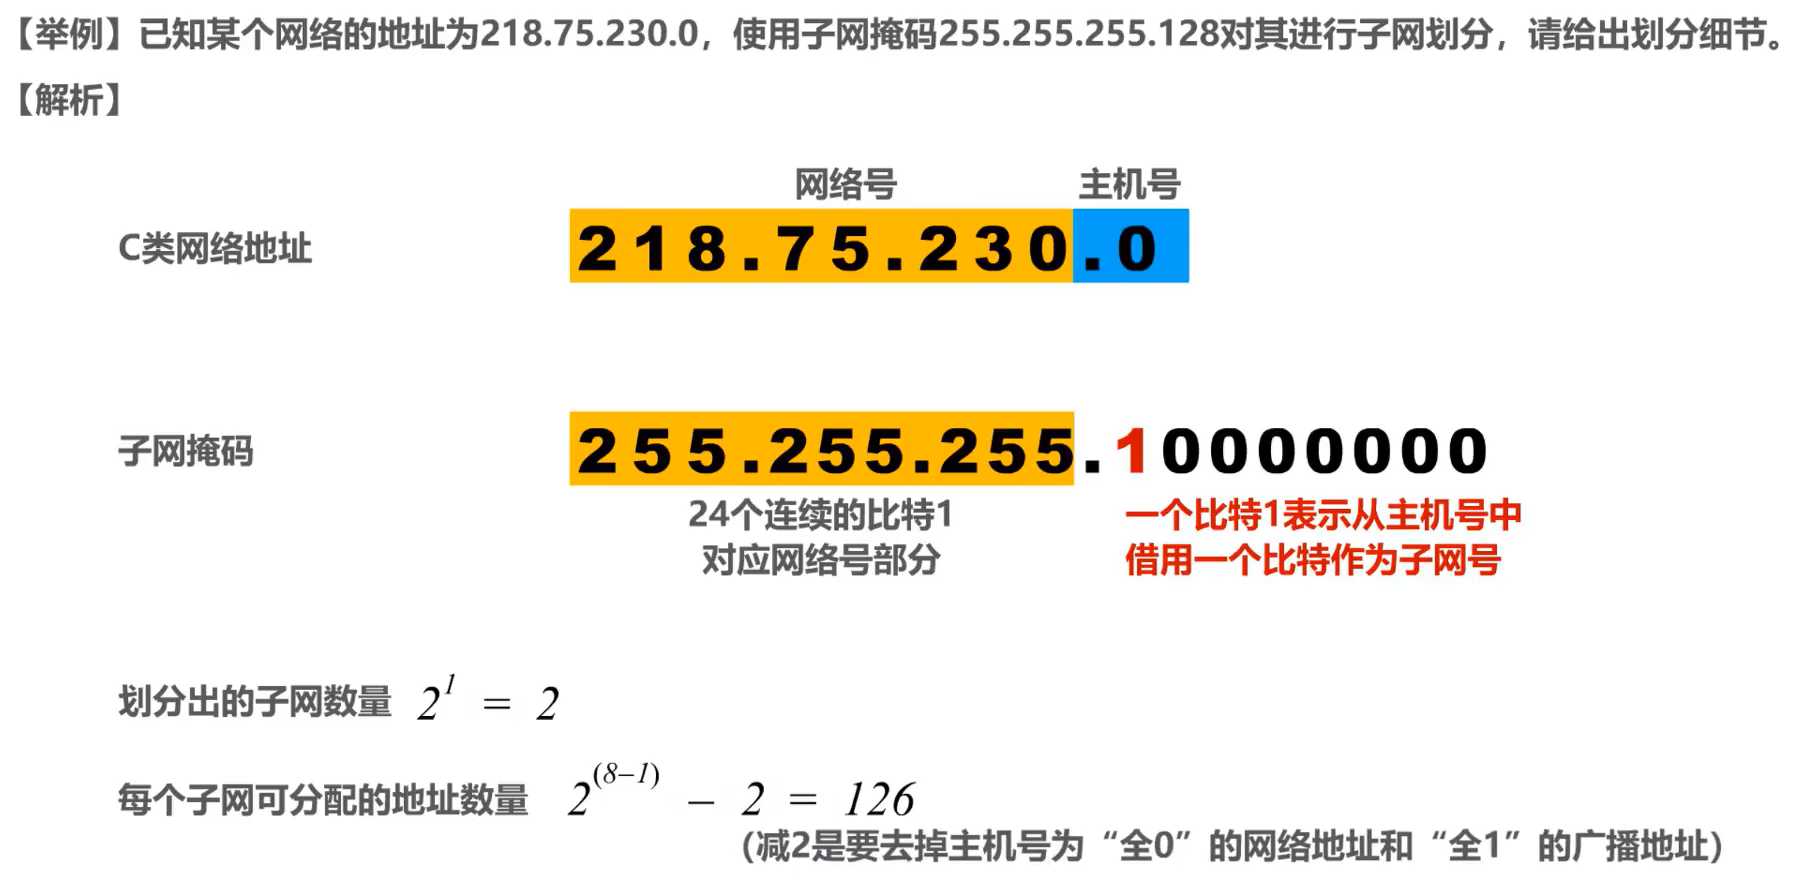 【举例】已知某个网络的地址为218.75.230.0，使用子网掩码255.255.255.128对其进行子网划分，请给出划分细节。
【解析】
网络号 主机号
C类网络地址 218.75.230.0
子网掩码 255.255.255.10000000
24个连续的比特1 一个比特1表示从主机号中
对应网络号部分 借用一个比特作为子网号
划分出的子网数量 2^1 = 2
每个子网可分配的地址数量 2^(8-1) - 2 = 126
(减2是要去掉主机号为“全0”的网络地址和“全1”的广播地址)